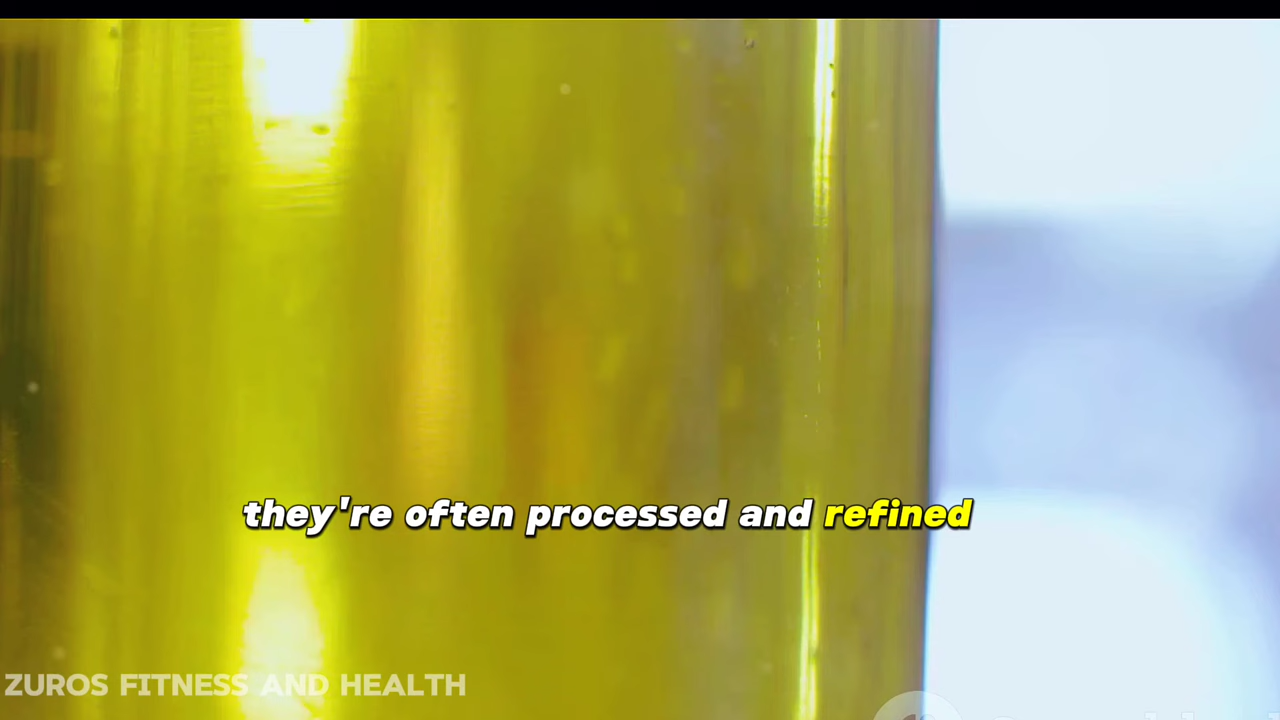 they're often processed and refined
ZUROS FITNESS AND HEALTH